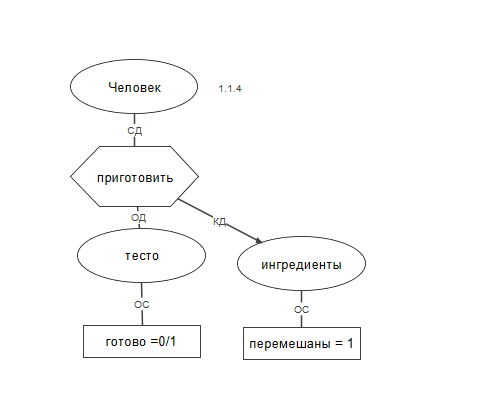 Человек
1.1.4
СД
приготовить
ОД
КД
тесто
ингредиенты
ОС
ОС
готово =0/1
перемешаны = 1